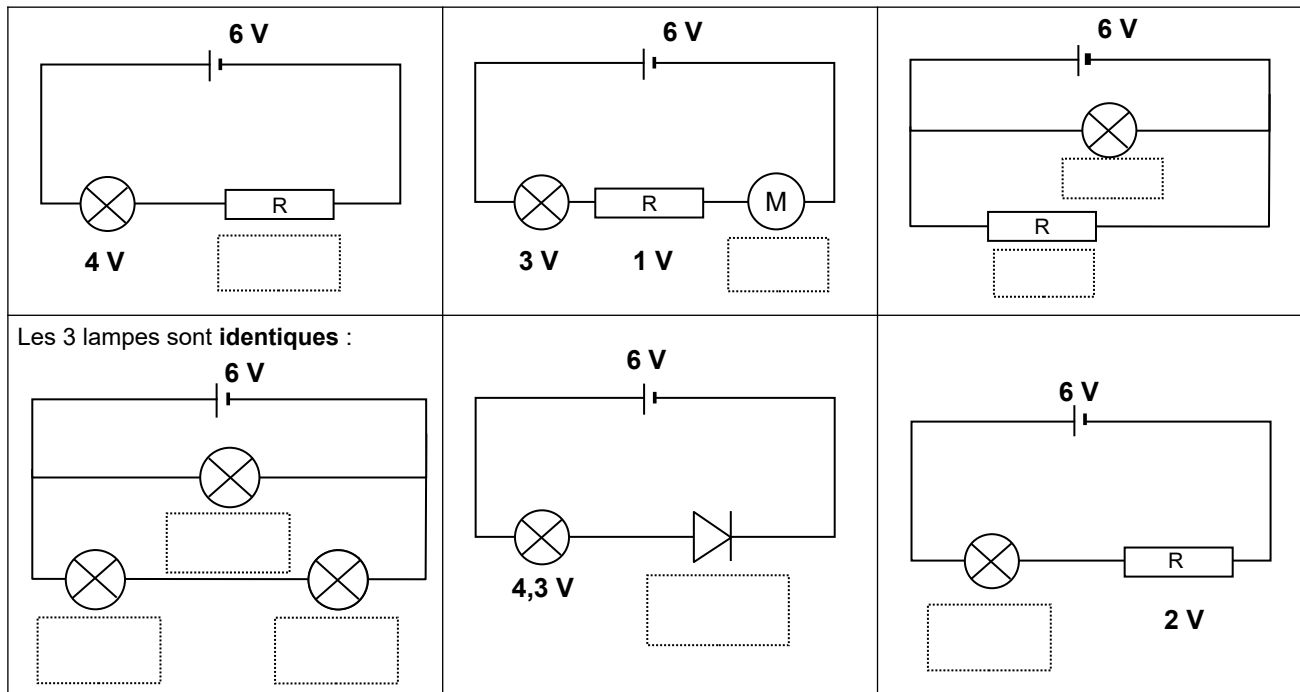 6 V
R
4 V
6 V
R
M
3 V
1 V
6 V
R
Les 3 lampes sont identiques :
6 V
6 V
4,3 V
6 V
R
2 V